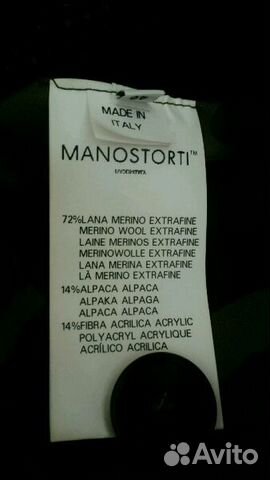 MADE IN
ITALY
MANOSTORTI™
72%LANA MERINO EXTRAFINE
MERINO WOOL EXTRAFINE
LAINE MERINOS EXTRAFINE
MERINOWOLLE EXTRAFINE
LANA MERINA EXTRAFINE
LÃ MERINO EXTRAFINE
14%ALPACA ALPACA
ALPAKA ALPAGA
ALPACA ALPACA
14%FIBRA ACRILICA ACRYLIC
POLYACRYL ACRYLIQUE
ACRÍLICO ACRILICA
Avito